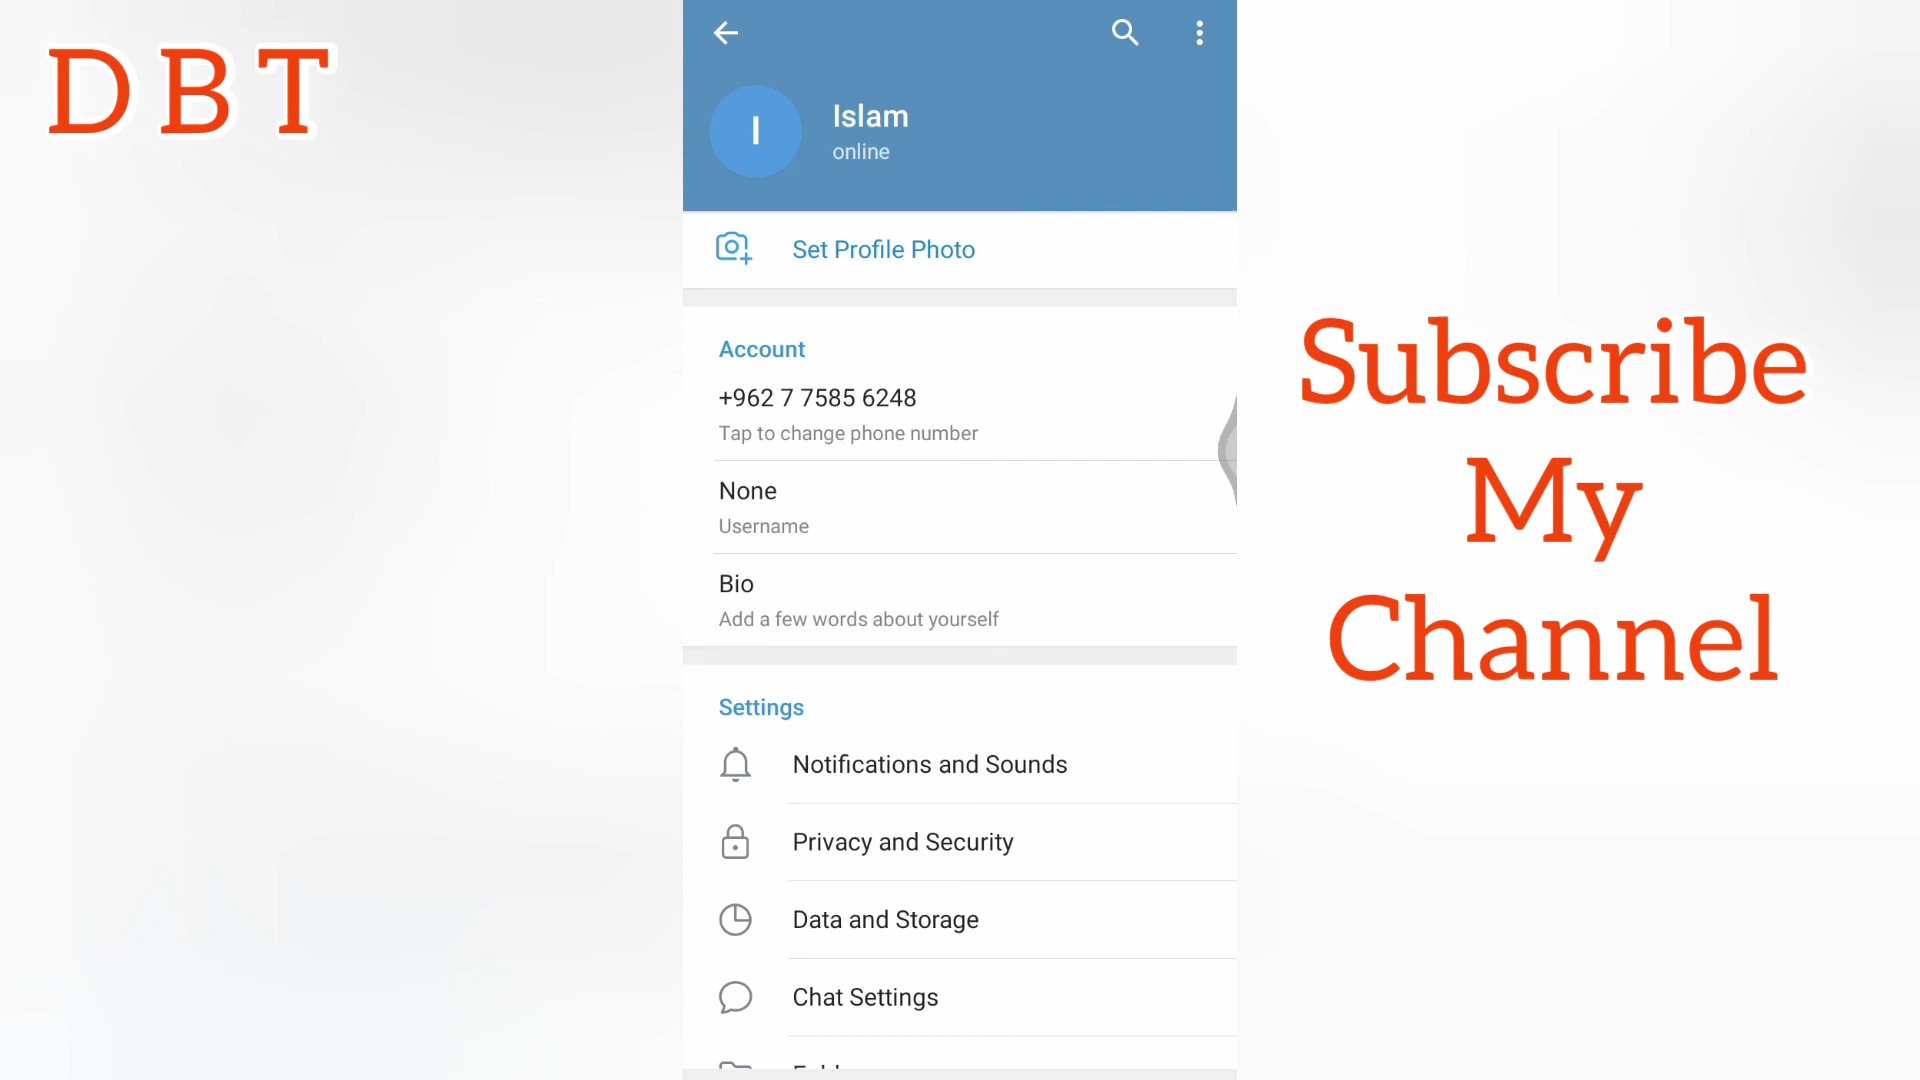 D B T
I
Islam
online
Set Profile Photo
Account
+962 7 7585 6248
Tap to change phone number
None
Username
Bio
Add a few words about yourself
Settings
Notifications and Sounds
Privacy and Security
Data and Storage
Chat Settings
Subscribe
My
Channel